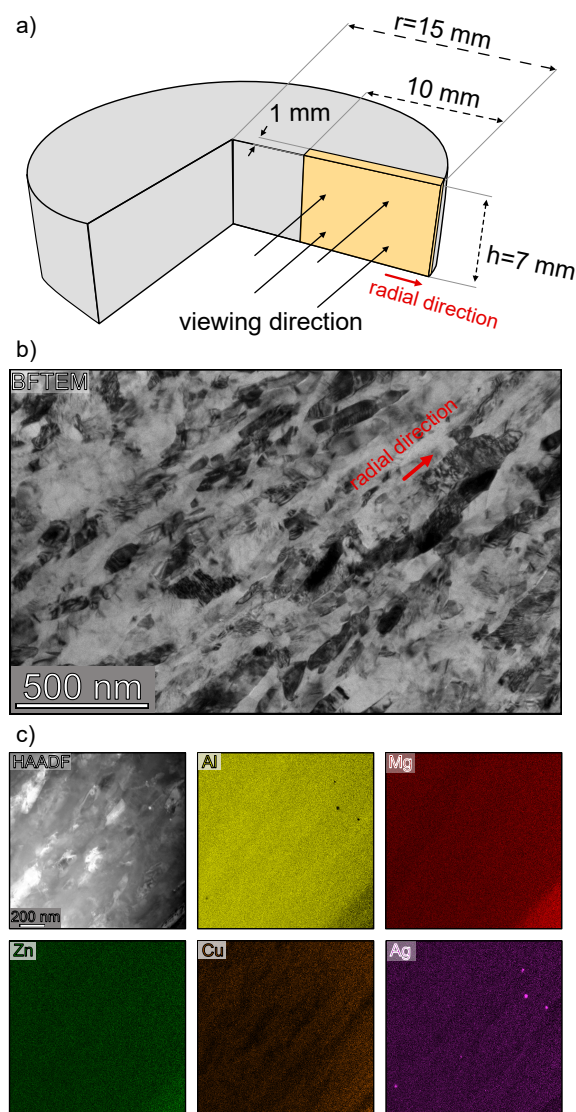 a)
r=15 mm
10 mm
1 mm
h=7 mm
radial direction
viewing direction
b)
BFTEM
radial direction
500 nm
c)
HAADF
Al
Mg
200 nm
Zn
Cu
Ag